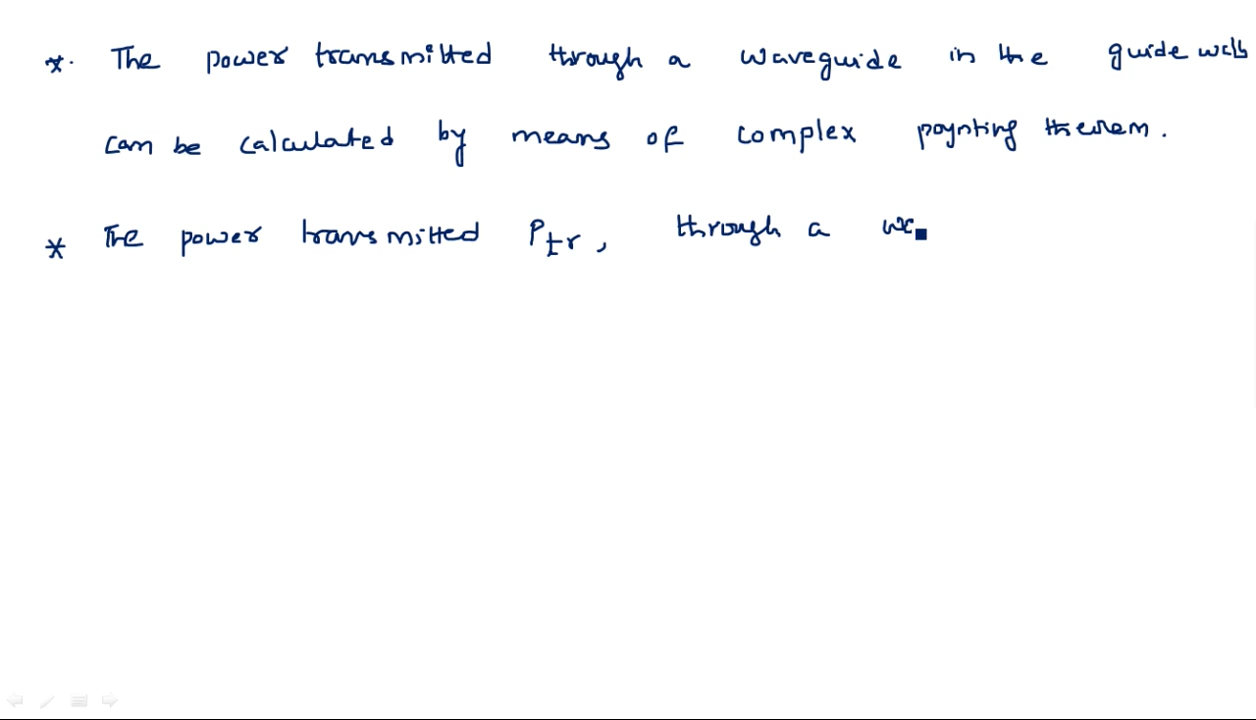 *. The power transmitted through a waveguide in the guide walls
can be calculated by means of complex poynting theorem.
* The power transmitted Ptr, through a